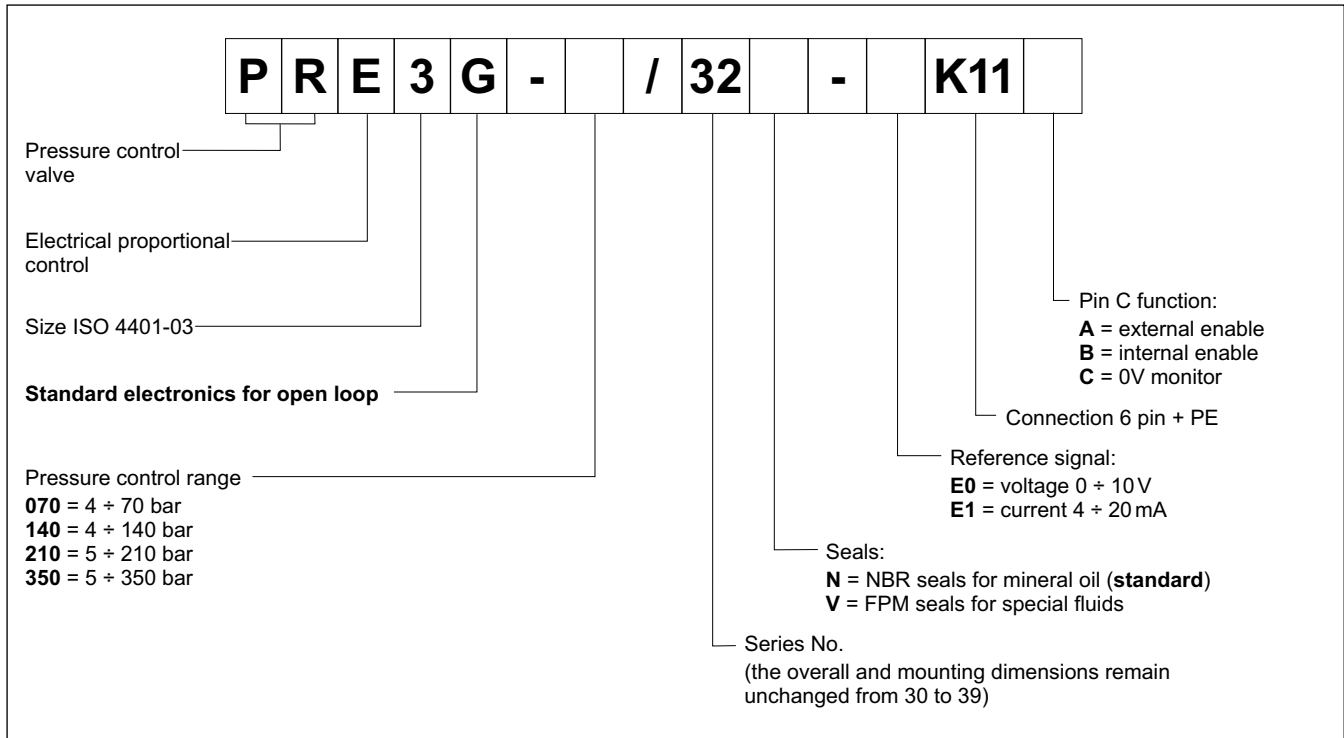 P R E 3 G - / 32 - K11
Pressure control
valve
Electrical proportional
control
Size ISO 4401-03
Standard electronics for open loop
Pressure control range
070 = 4 ÷ 70 bar
140 = 4 ÷ 140 bar
210 = 5 ÷ 210 bar
350 = 5 ÷ 350 bar
Pin C function:
A = external enable
B = internal enable
C = 0V monitor
Connection 6 pin + PE
Reference signal:
E0 = voltage 0 ÷ 10 V
E1 = current 4 ÷ 20 mA
Seals:
N = NBR seals for mineral oil (standard)
V = FPM seals for special fluids
Series No.
(the overall and mounting dimensions remain
unchanged from 30 to 39)